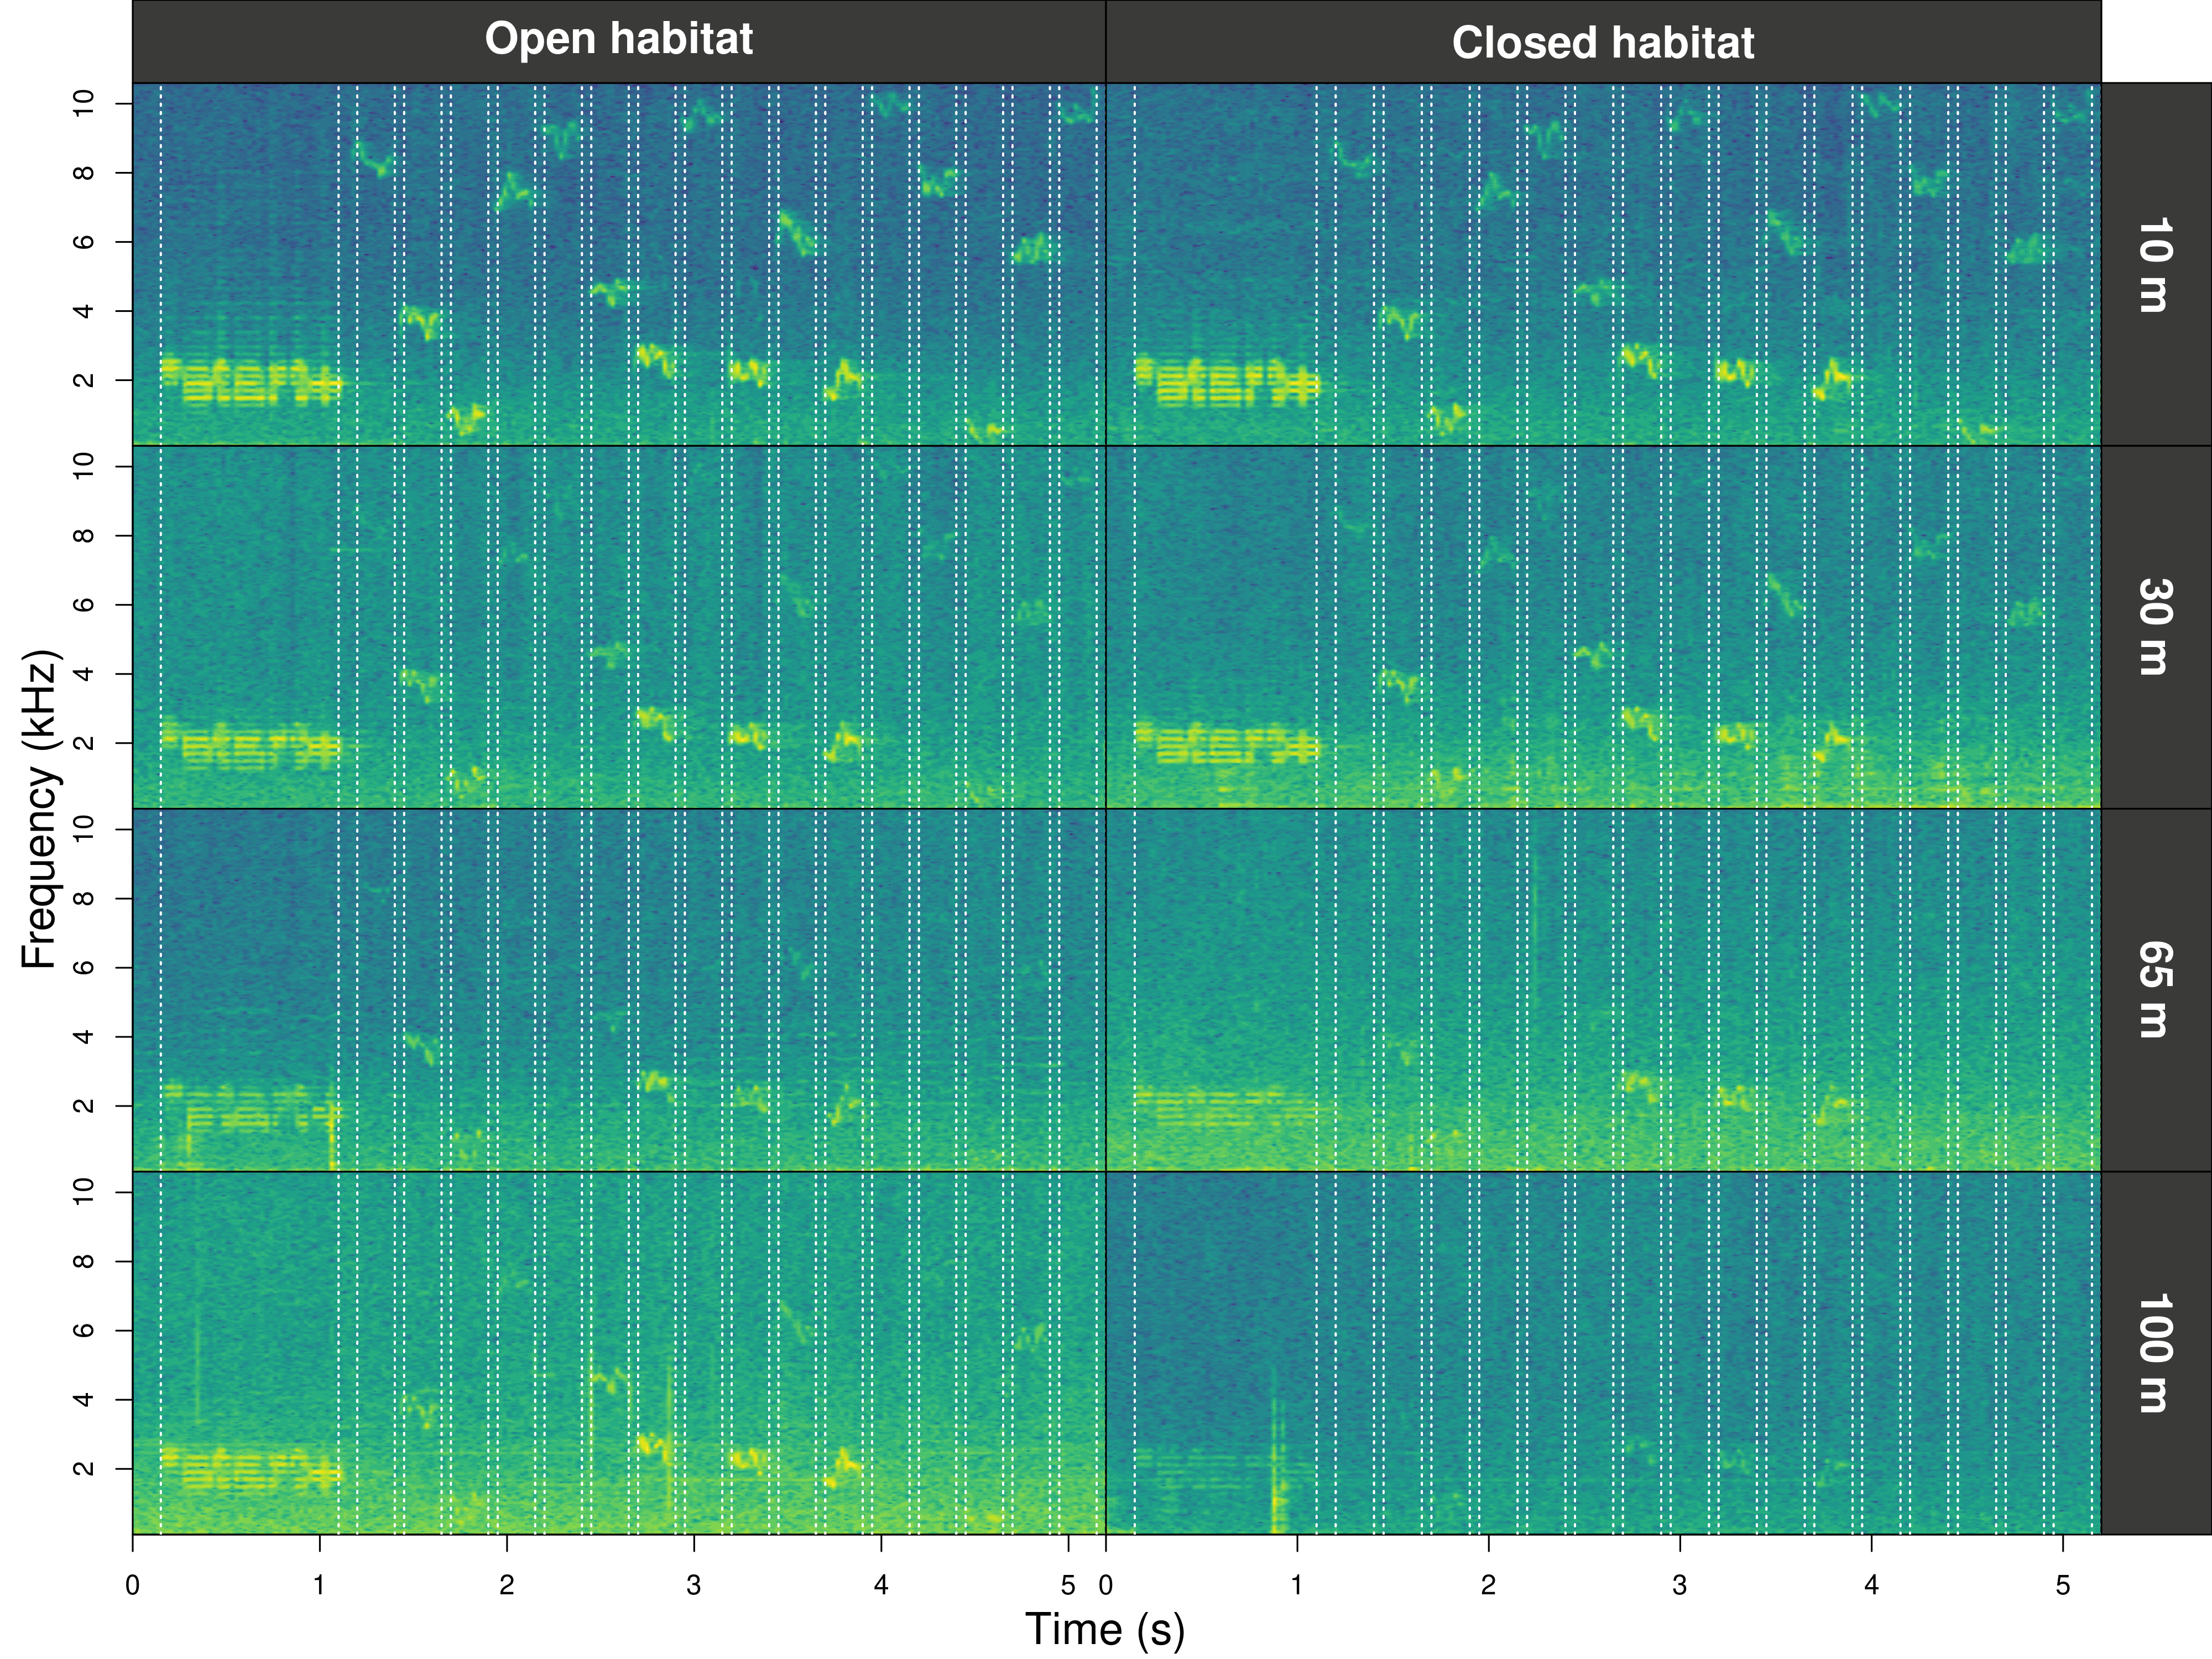 Open habitat Closed habitat
10 8 6 4 2 10 m
10 8 6 4 2 30 m
Frequency (kHz)
10 8 6 4 2 65 m
10 8 6 4 2 100 m
0 1 2 3 4 5 0 1 2 3 4 5
Time (s)